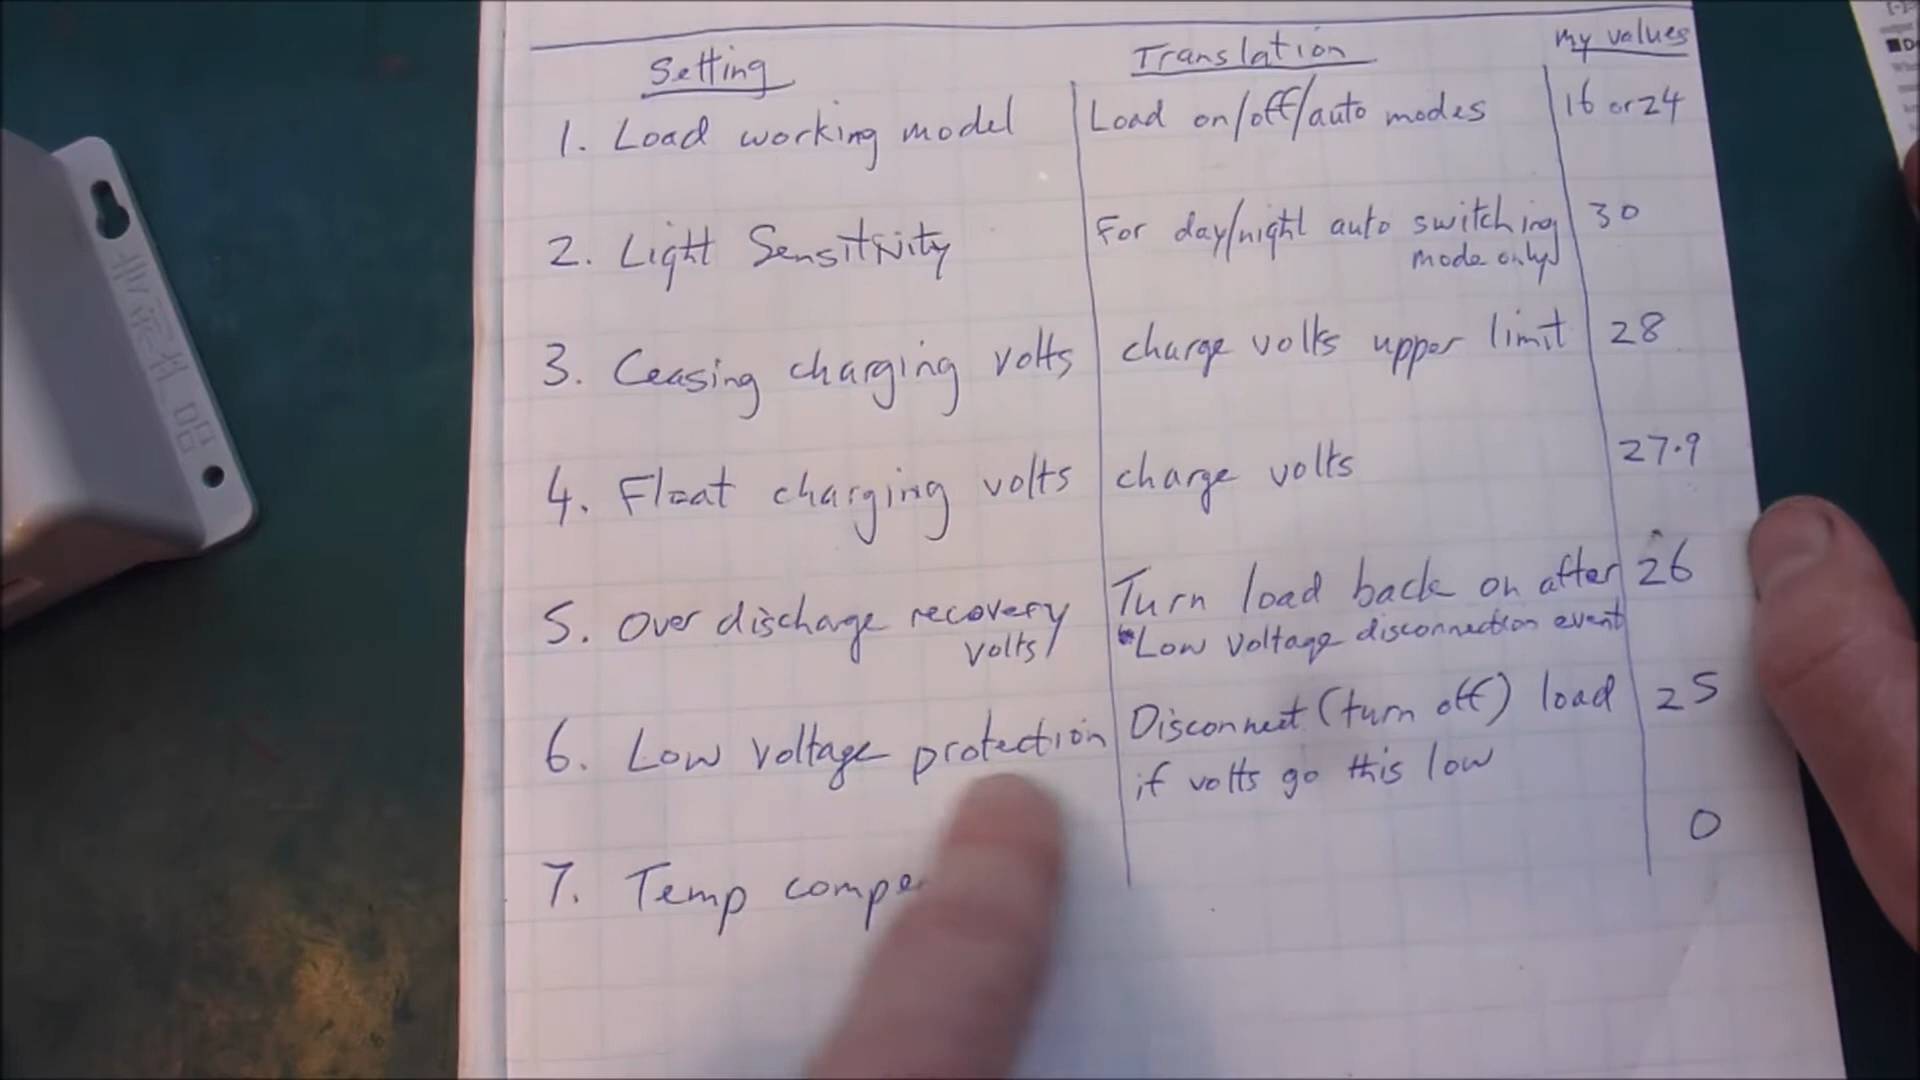 Setting Translation My values
1. Load working model Load on/off/auto modes 16 or 24
2. Light Sensitivity For day/night auto switching 30
mode only
3. Ceasing charging volts charge volts upper limit 28
4. Float charging volts charge volts 27.9
5. Over discharge recovery Turn load back on after 26
volts Low voltage disconnection event
6. Low voltage protection Disconnect (turn off) load 25
if volts go this low
7. Temp compe 0